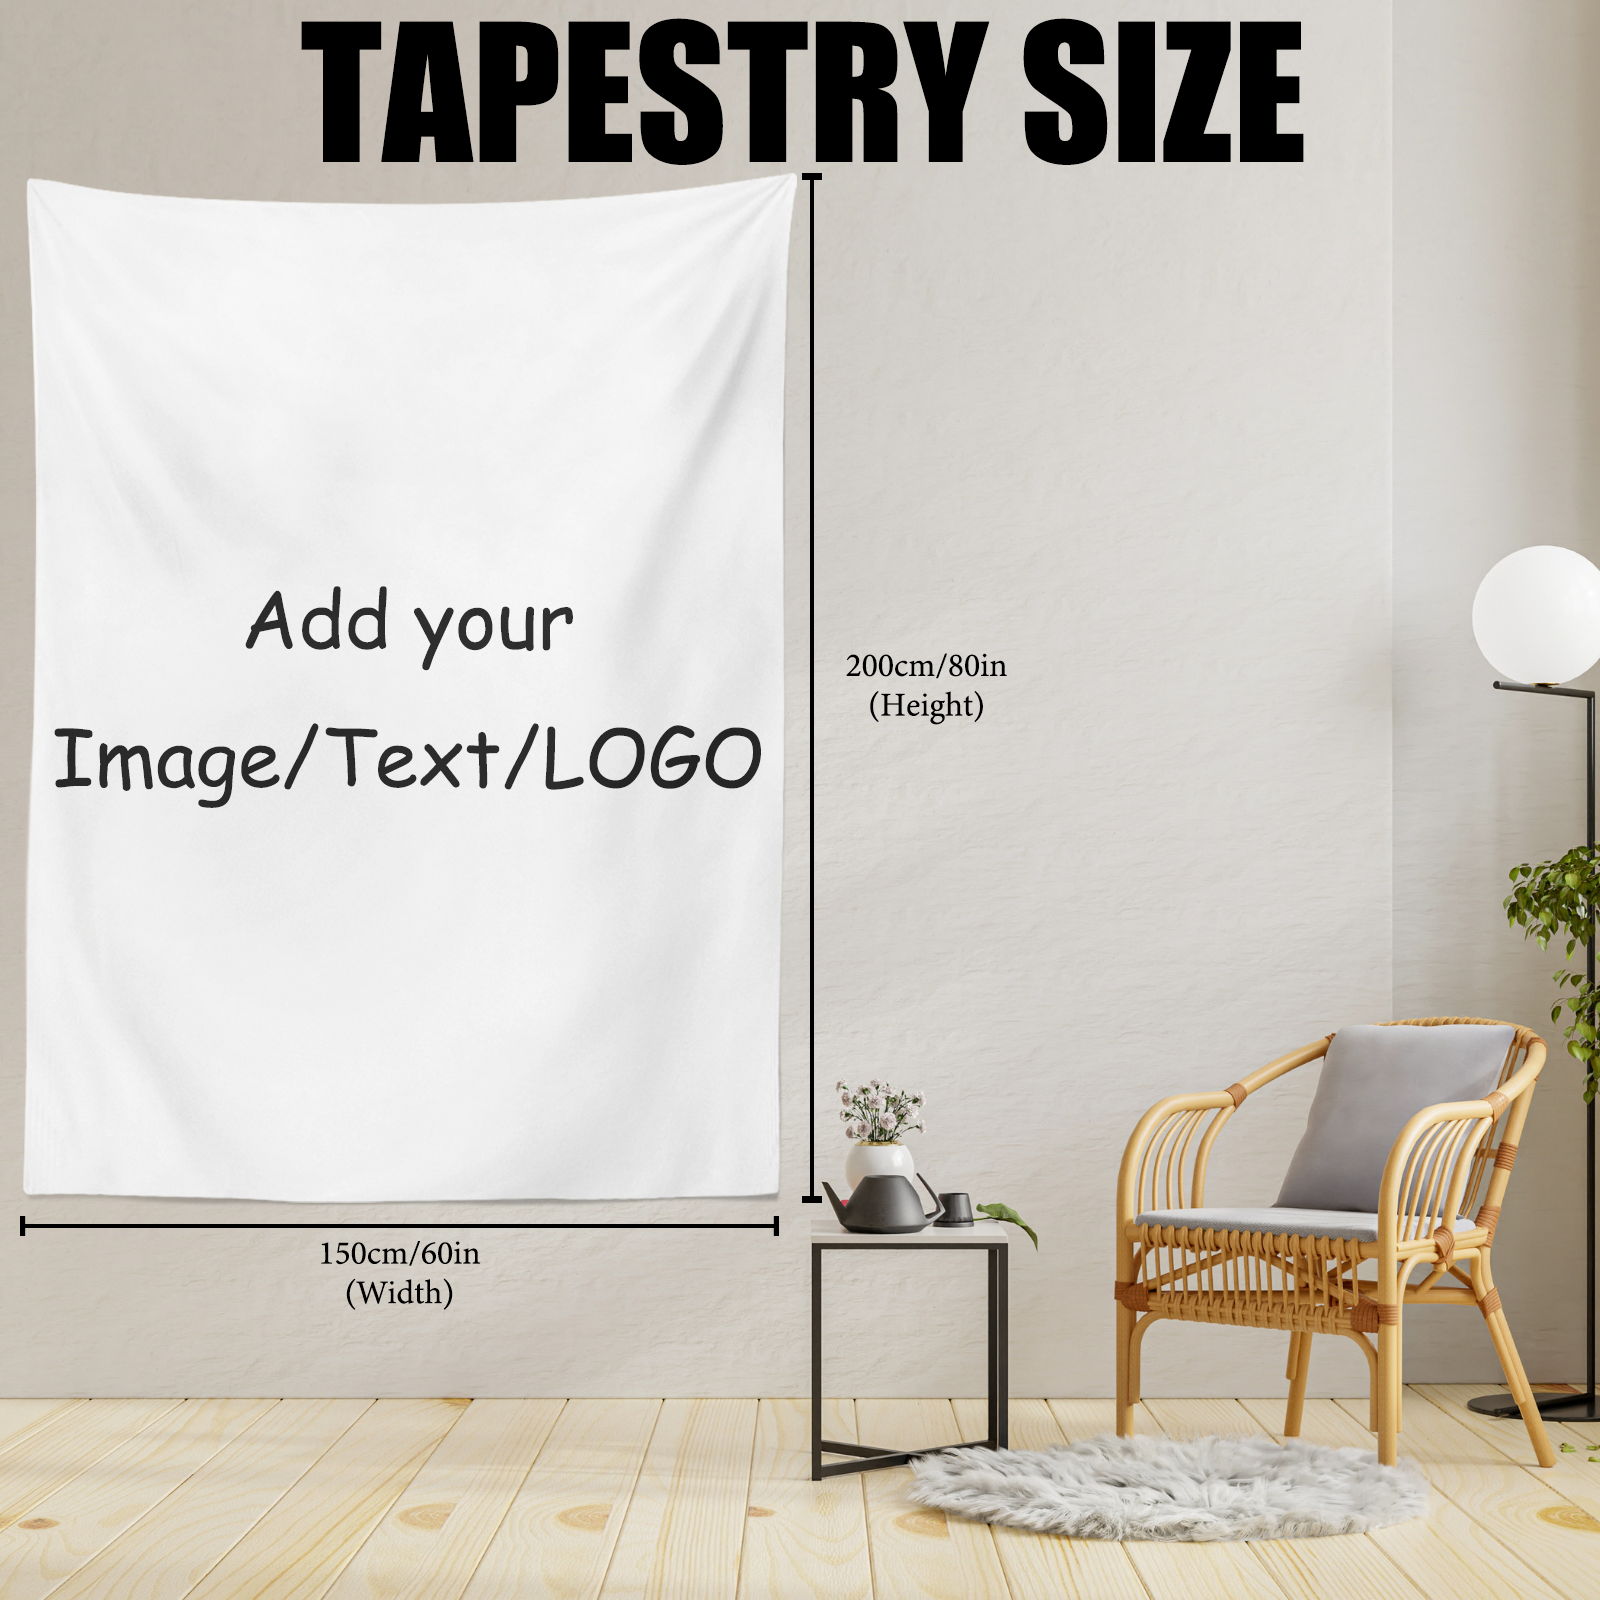 TAPESTRY SIZE
Add your
Image/Text/LOGO
200cm/80in
(Height)
150cm/60in
(Width)